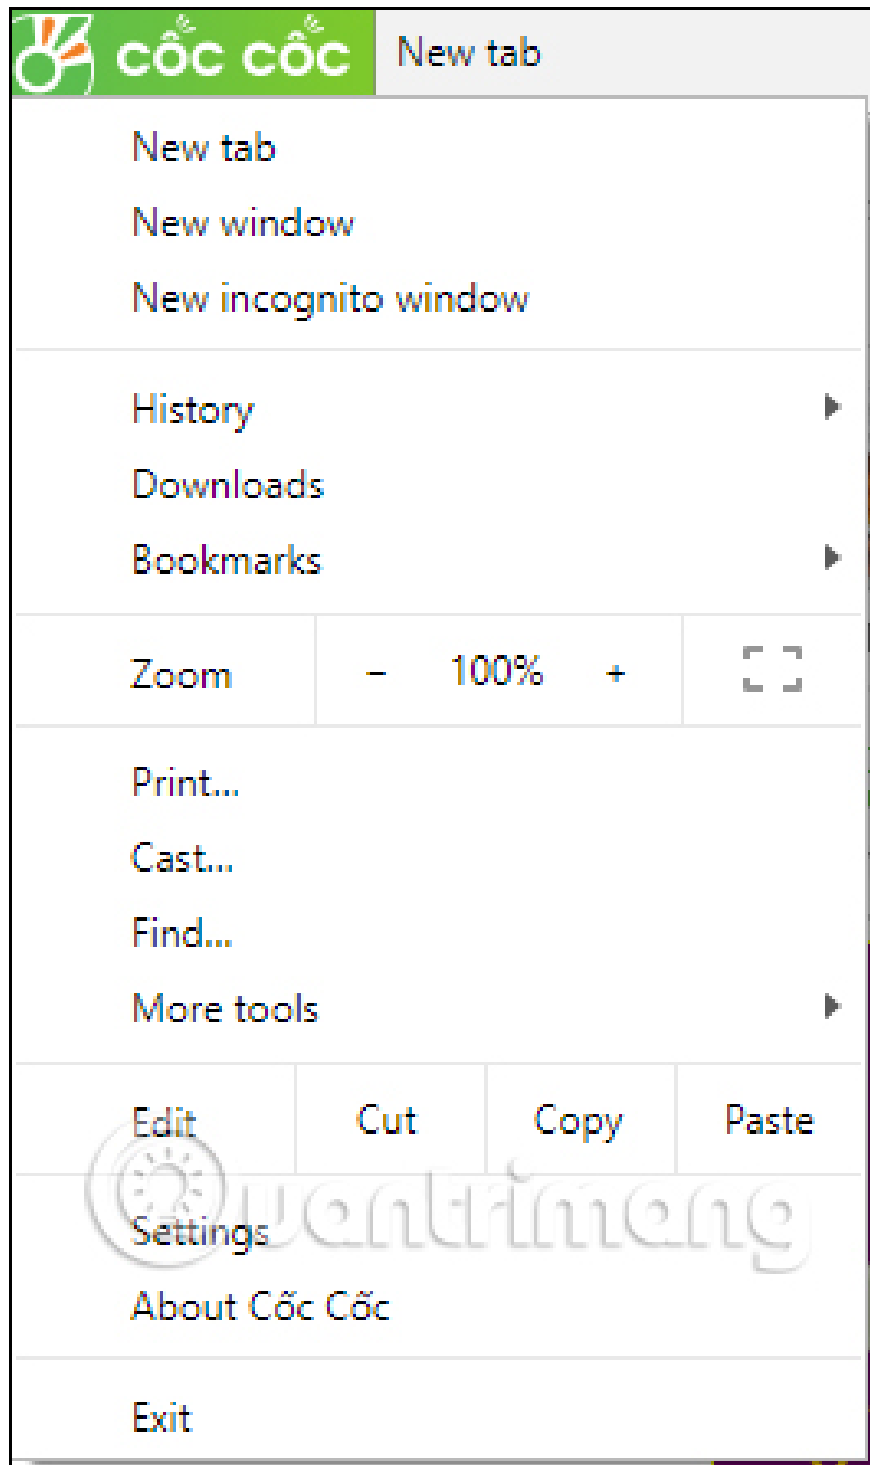 cốc cốc New tab
New tab
New window
New incognito window
History
Downloads
Bookmarks
Zoom - 100% +
Print...
Cast...
Find...
More tools
Edit Cut Copy Paste
Quantrimang
Settings
About Cốc Cốc
Exit